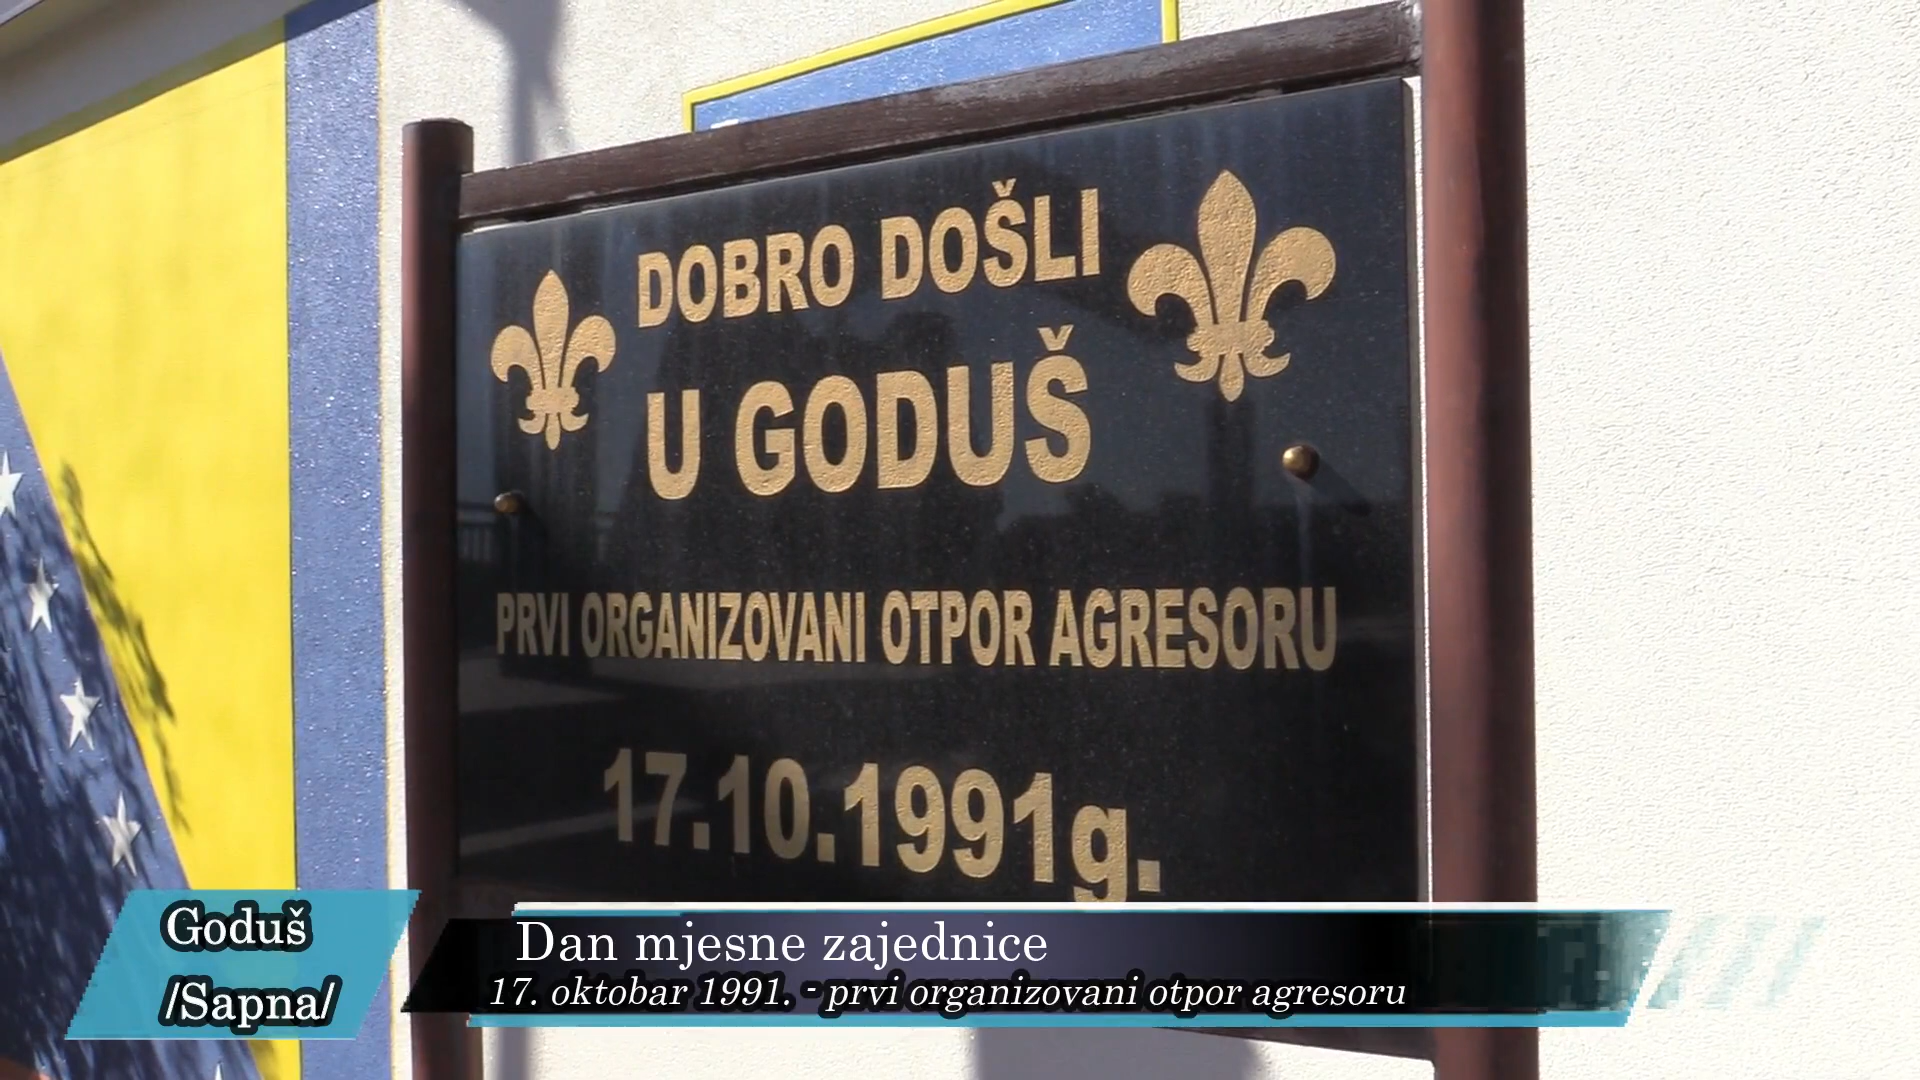 DOBRO DOŠLI
U GODUŠ
PRVI ORGANIZOVANI OTPOR AGRESORU
17.10.1991g.
Goduš
/Sapna/
Dan mjesne zajednice
17. oktobar 1991. - prvi organizovani otpor agresoru